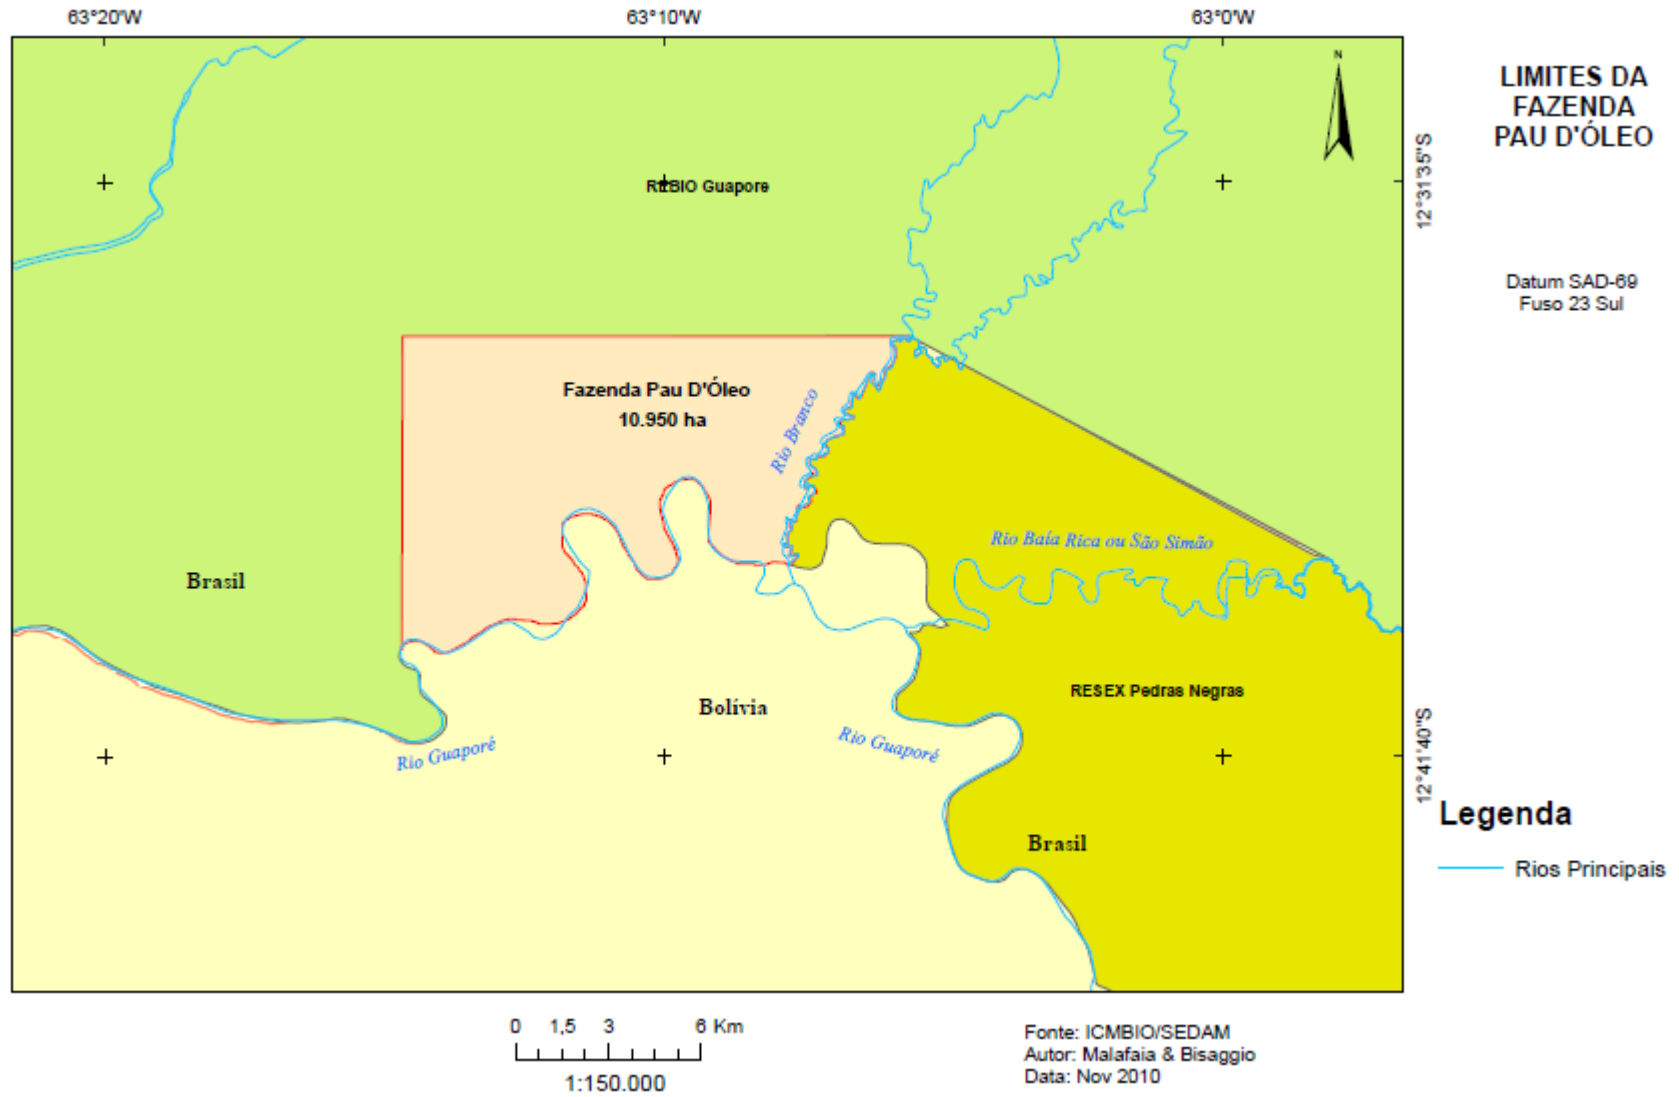 63°20'W 63°10'W 63°0'W
LIMITES DA
FAZENDA
PAU D'ÓLEO
12°31'35"S
REBIO Guapore
Datum SAD-69
Fuso 23 Sul
Fazenda Pau D'Óleo
10.950 ha
Rio Branco
Rio Baía Rica ou São Simão
Brasil
RESEX Pedras Negras
Bolívia
Rio Guaporé
Rio Guaporé
12°41'40"S
Legenda
Brasil
Rios Principais
0 1,5 3 6 Km
1:150.000
Fonte: ICMBIO/SEDAM
Autor: Malafaia & Bisaggio
Data: Nov 2010
N